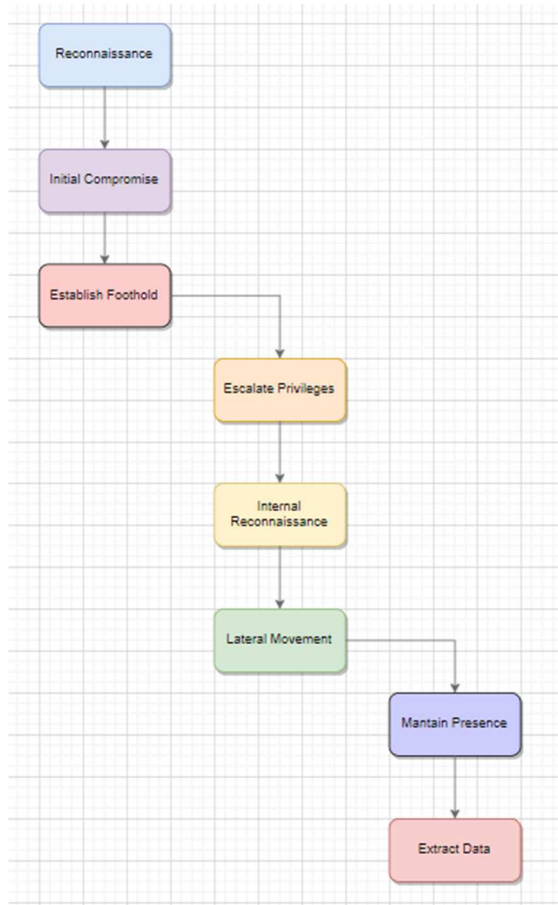 Reconnaissance
Initial Compromise
Establish Foothold
Escalate Privileges
Internal
Reconnaissance
Lateral Movement
Mantain Presence
Extract Data